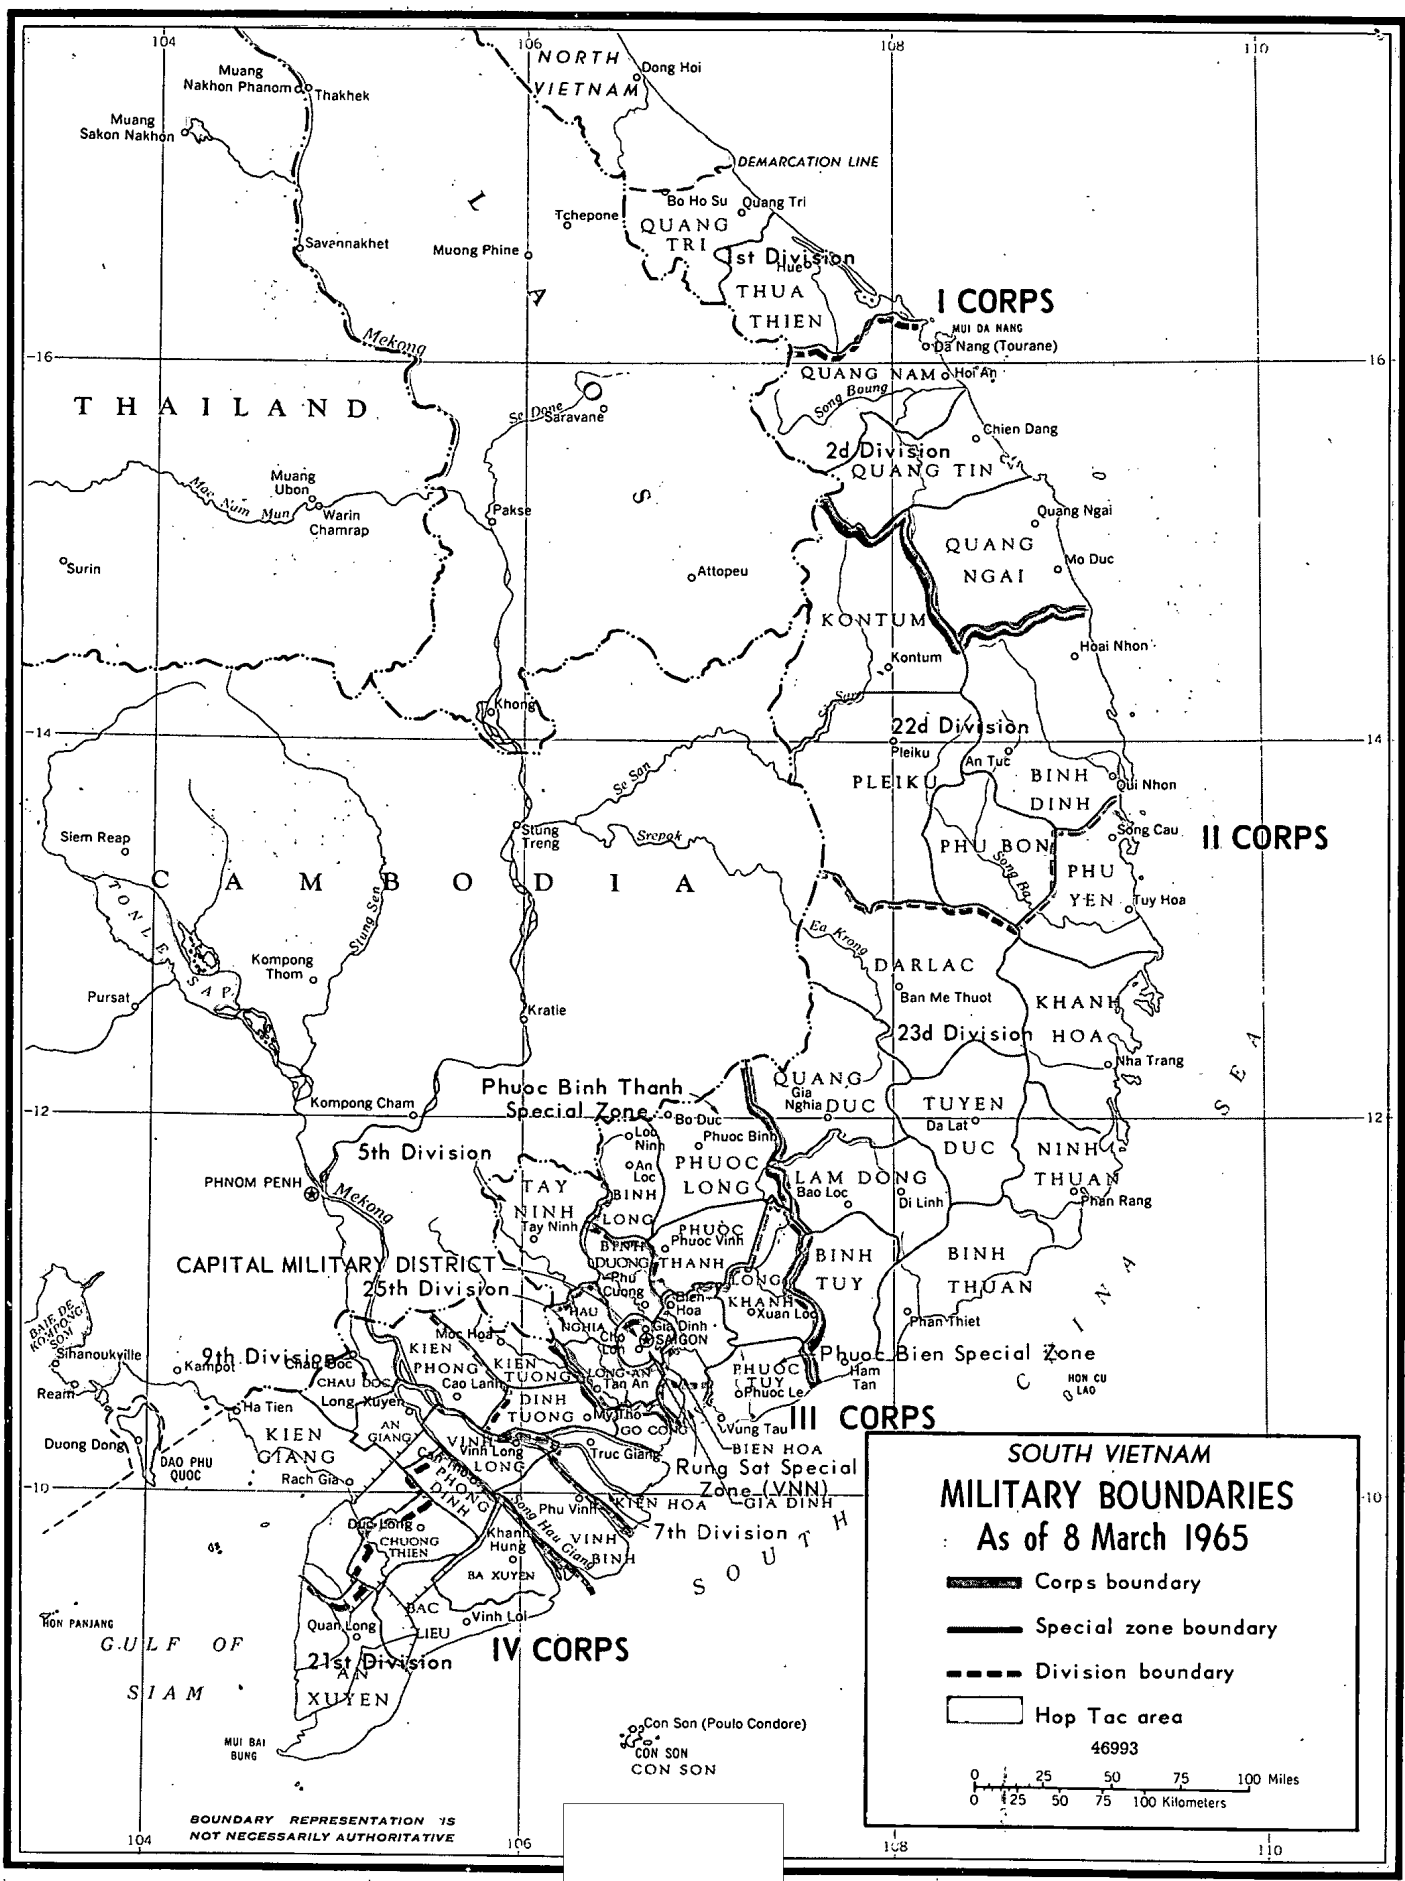 104
106
108
110
NORTH
VIETNAM
Dong Hoi
Muang
Nakhon Phanom
Thakhek
Muang
Sakon Nakhon
DEMARCATION LINE
L
A
O
S
Bo Ho Su
Quang Tri
Tchepone
QUANG
TRI
Savannakhet
Muong Phine
1st Division
Hue
THUA
THIEN
I CORPS
MUI DA NANG
Da Nang (Tourane)
Mekong
16
16
QUANG NAM
Hoi An
THAILAND
Se Done
Saravane
Song Boung
Chien Dang
2d Division
QUANG TIN
Muang
Ubon
Mae Nam Mun
Warin
Chamrap
Pakse
Quang Ngai
QUANG
NGAI
Mo Duc
Surin
Attopeu
KONTUM
Kontum
Hoai Nhon
Khong
22d Division
Pleiku
An Tuc
14
14
PLEIKU
BINH
DINH
Qui Nhon
Se San
Siem Reap
Stung
Treng
Srepok
Song Cau
II CORPS
PHU BON
Song Ba
PHU
YEN
Tuy Hoa
CAMBODIA
TONLE SAP
Stung Sen
Kompong
Thom
Ea Krong
DARLAC
Ban Me Thuot
Pursat
Kratie
KHANH
HOA
23d Division
Nha Trang
Phuoc Binh Thanh
Special Zone
QUANG
DUC
Gia
Nghia
12
12
Kompong Cham
Bo Duc
Loc
Ninh
Phuoc Binh
TUYEN
DUC
Da Lat
NINH
THUAN
Phan Rang
5th Division
An
Loc
PHUOC
LONG
LAM DONG
Bao Loc
Di Linh
PHNOM PENH
Mekong
TAY
NINH
Tay Ninh
BINH
LONG
PHUOC
THANH
Phuoc Vinh
BINH
TUY
BINH
THUAN
CAPITAL MILITARY DISTRICT
25th Division
BINH
DUONG
Phu
Cuong
LONG
KHANH
Xuan Loc
Bien
Hoa
HAU
NGHIA
Gia Dinh
SAIGON
Cho
Lon
Phan Thiet
BAIE DE
KOMPONG
SOM
Sihanoukville
Kampot
9th Division
Chau Doc
CHAU DOC
Moc Hoa
KIEN
PHONG
Cao Lanh
KIEN
TUONG
LONG AN
Tan An
PHUOC
TUY
Phuoc Le
Phuoc Bien Special Zone
Ham
Tan
HON CU
LAO
Ream
Ha Tien
Long Xuyen
AN
GIANG
DINH
TUONG
My Tho
GO CONG
Vung Tau
III CORPS
BIEN HOA
Duong Dong
DAO PHU
QUOC
KIEN
GIANG
Rach Gia
VINH
LONG
Vinh Long
Can Tho
PHONG
DINH
Truc Giang
Rung Sat Special
Zone (VNN)
GIA DINH
10
10
Phu Vinh
KIEN HOA
7th Division
Song Hau Giang
VINH
BINH
Duc Long
CHUONG
THIEN
Khanh
Hung
BA XUYEN
SOUTH
CHINA
SEA
HON PANJANG
GULF OF
SIAM
Quan Long
BAC
LIEU
Vinh Loi
IV CORPS
21st Division
AN
XUYEN
MUI BAI
BUNG
Con Son (Poulo Condore)
CON SON
CON SON
SOUTH VIETNAM
MILITARY BOUNDARIES
As of 8 March 1965
Corps boundary
Special zone boundary
Division boundary
Hop Tac area
46993
0 25 50 75 100 Miles
0 25 50 75 100 Kilometers
BOUNDARY REPRESENTATION IS
NOT NECESSARILY AUTHORITATIVE
104
106
108
110